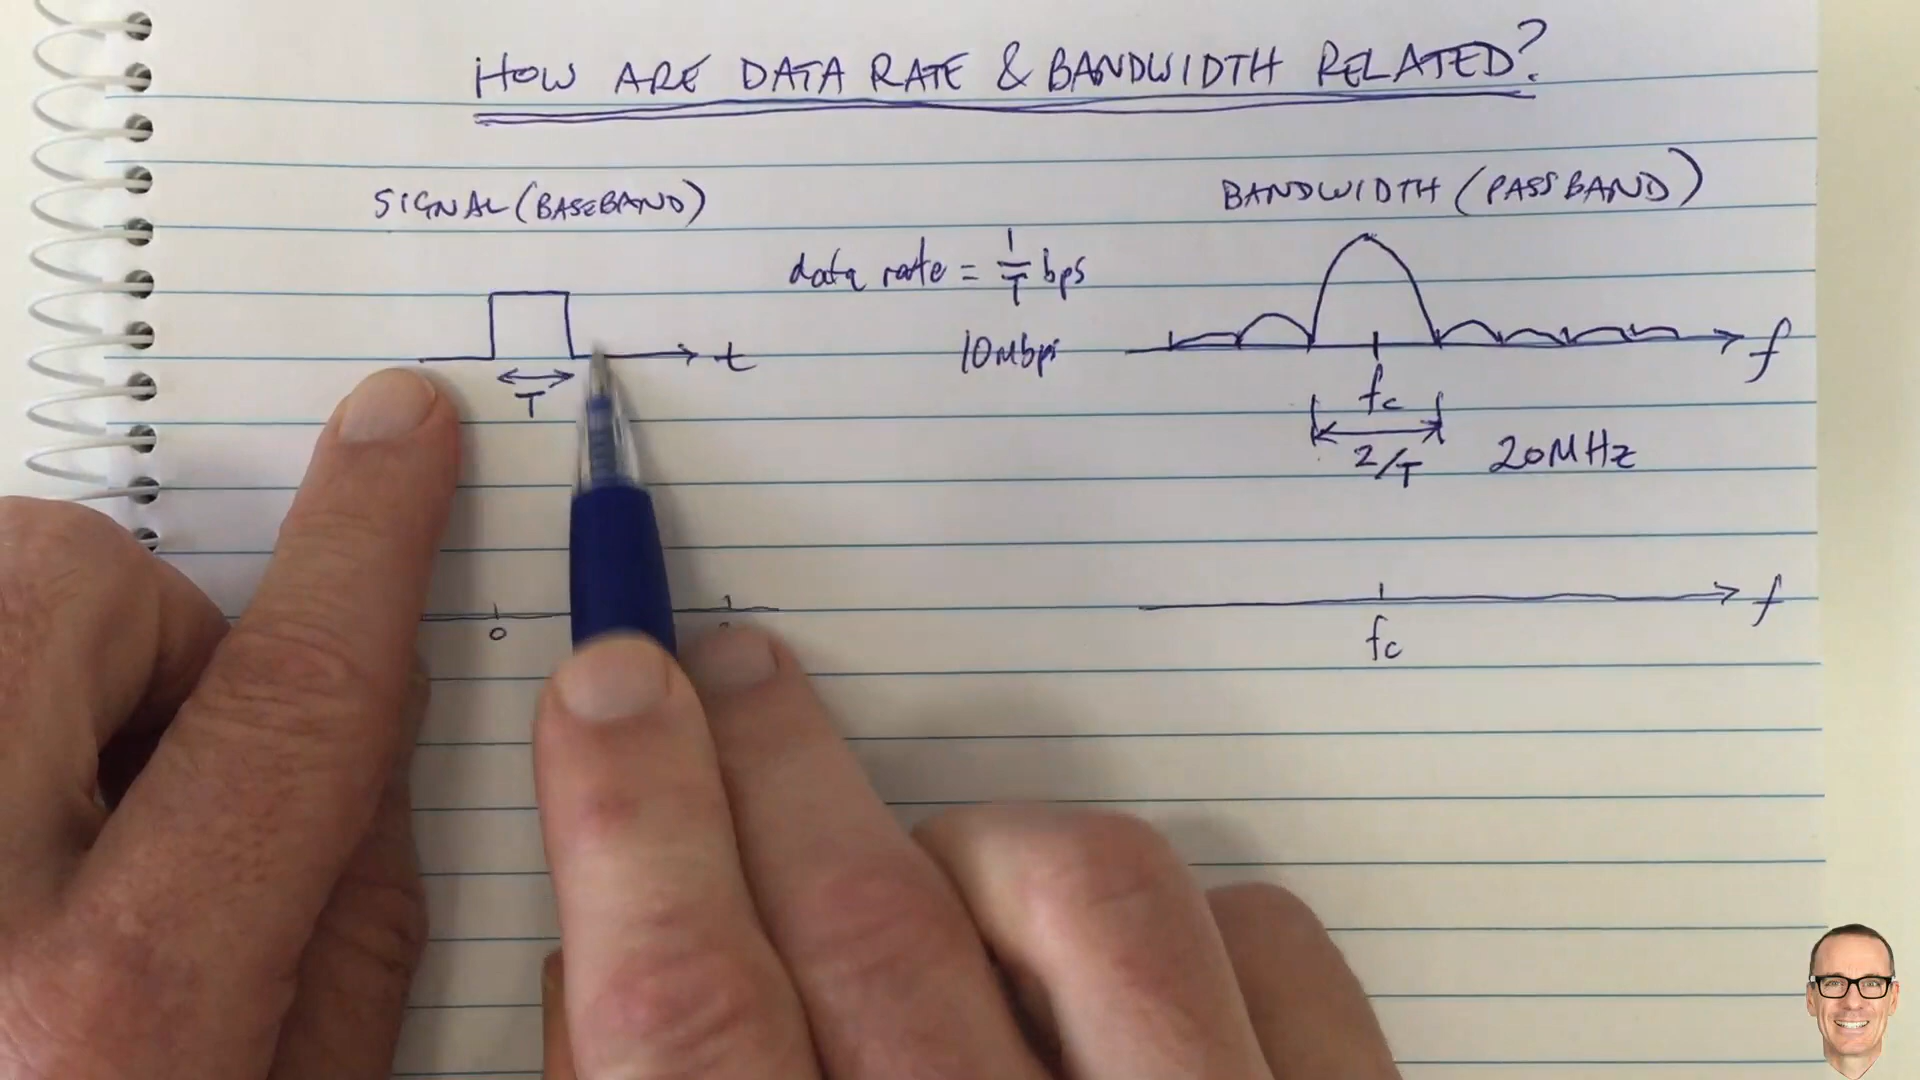 HOW ARE DATA RATE & BANDWIDTH RELATED?
SIGNAL (BASEBAND)
BANDWIDTH (PASSBAND)
data rate = 1/T bps
10Mbps
t
T
f
fc
2/T
20MHz
0
f
fc